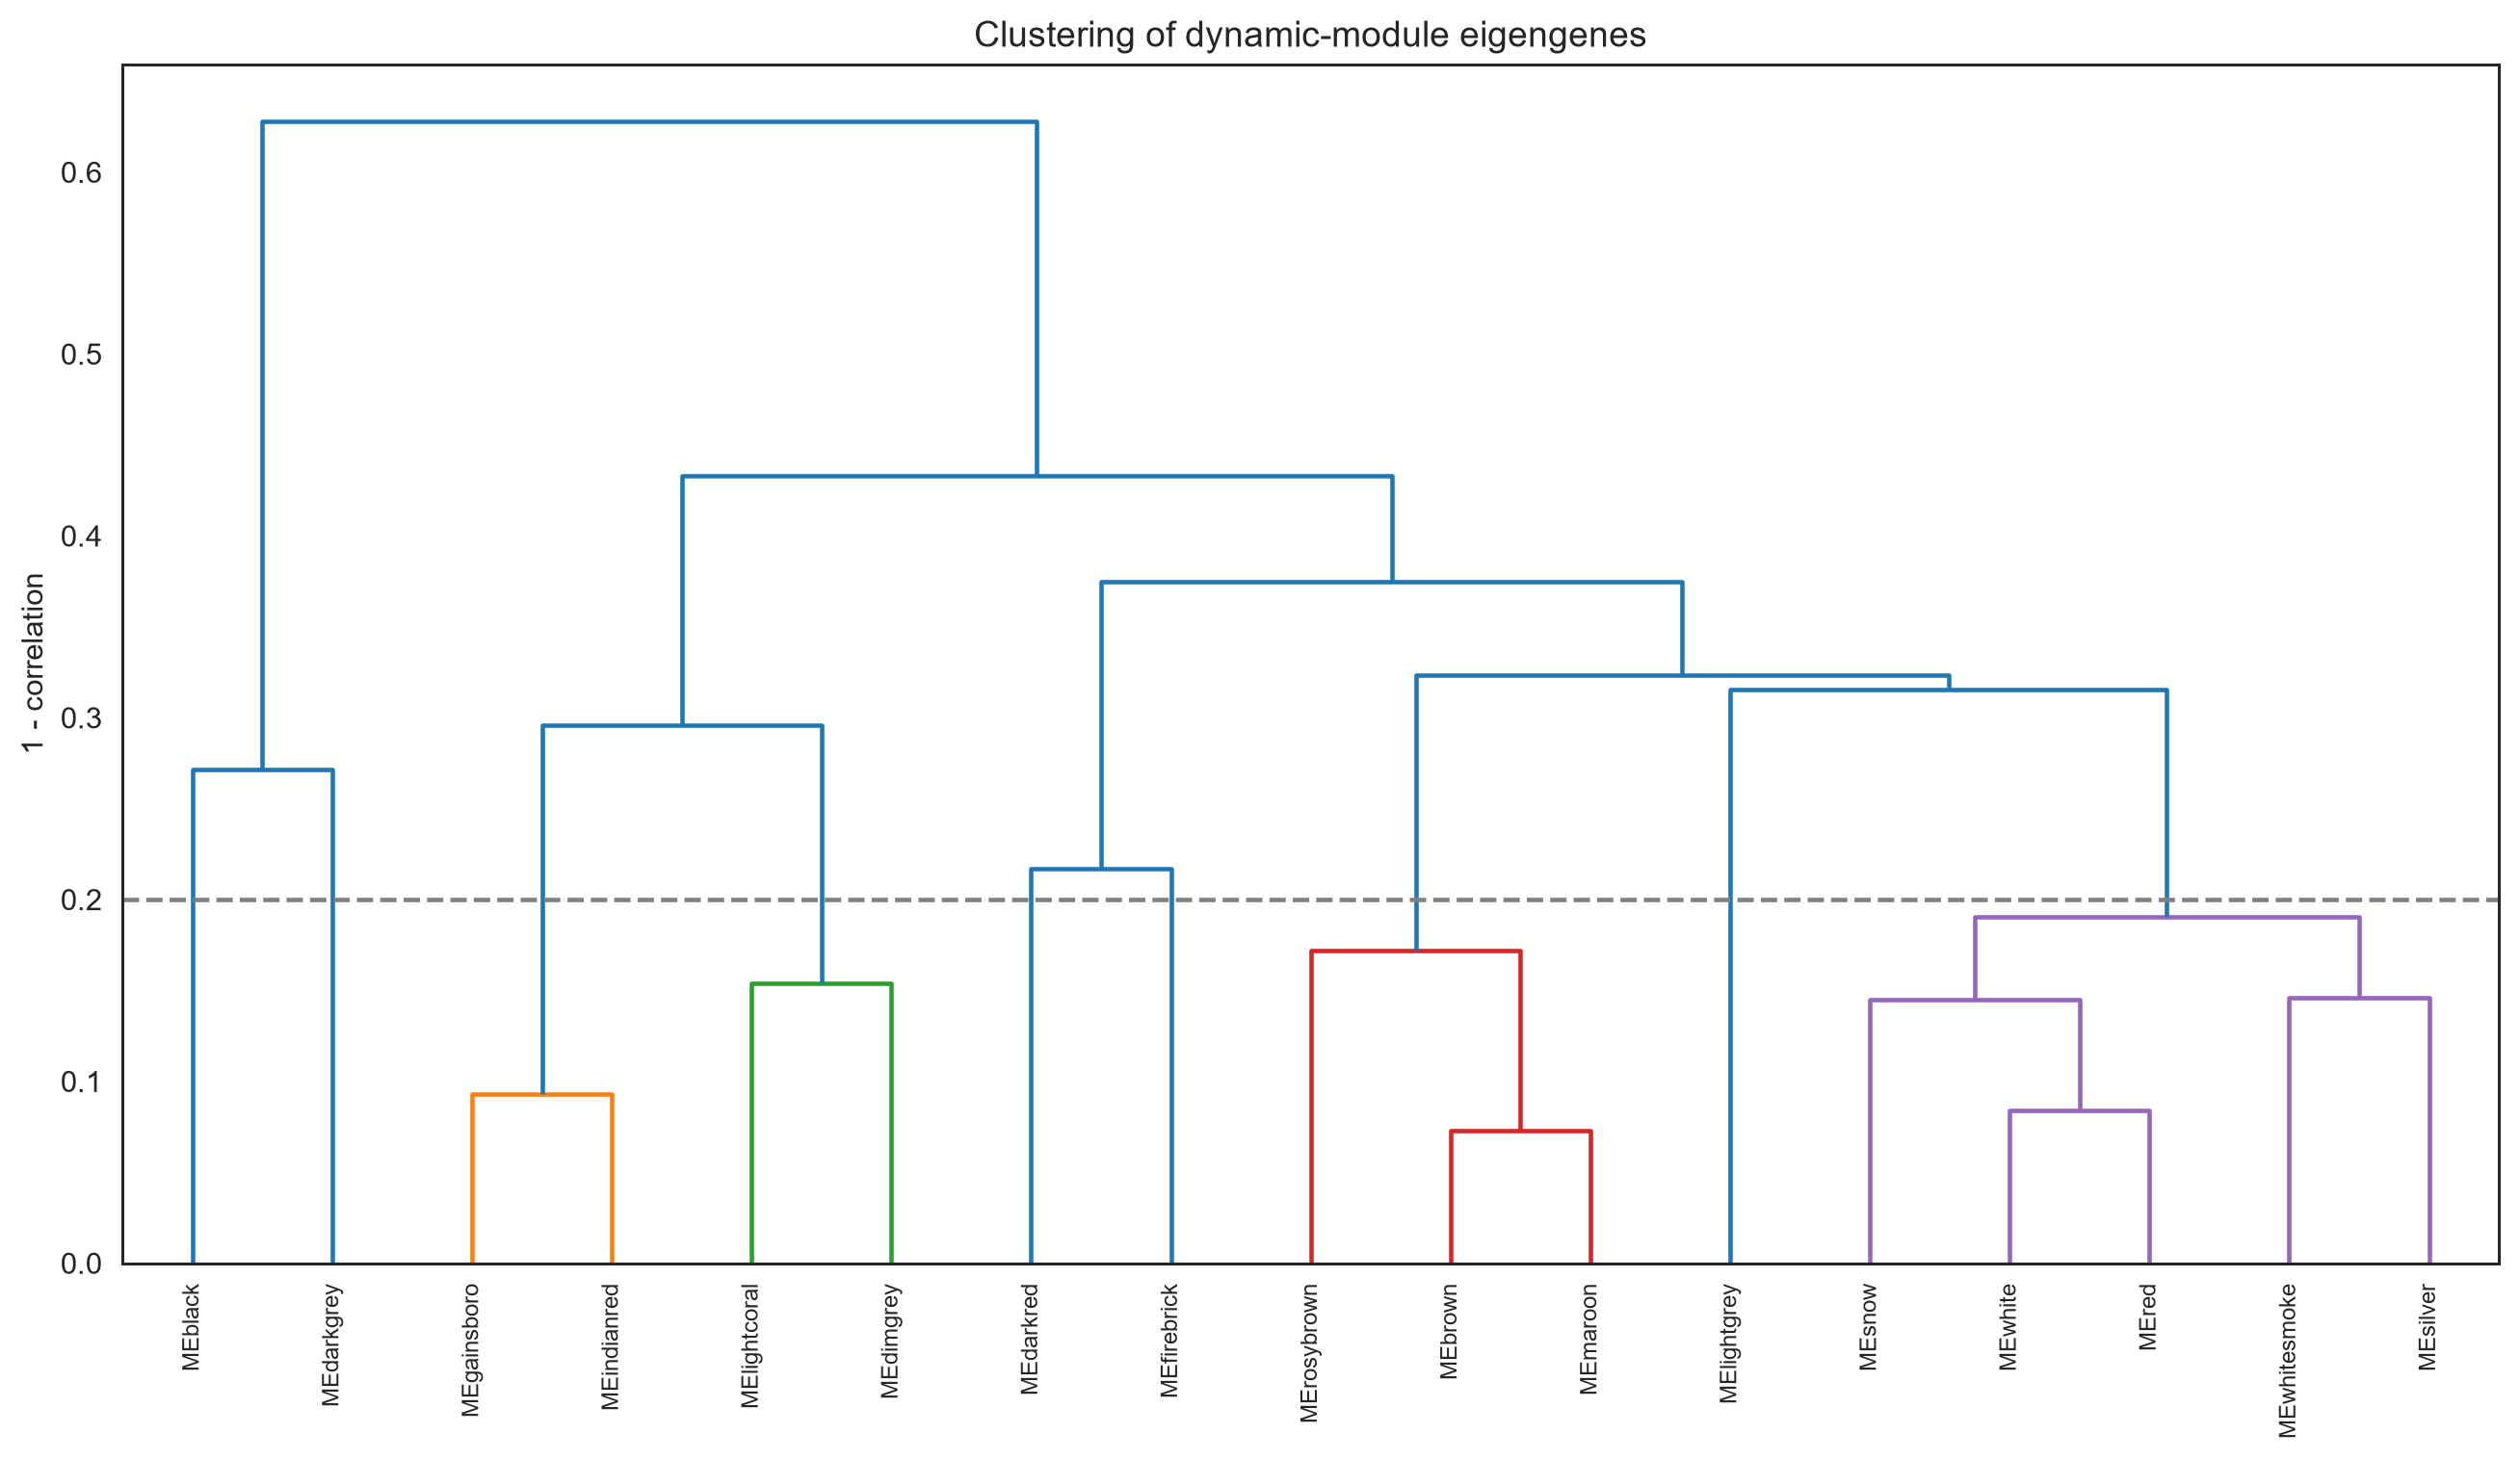 Clustering of dynamic-module eigengenes
1 - correlation
0.6
0.5
0.4
0.3
0.2
0.1
0.0
MEblack
MEdarkgrey
MEgainsboro
MEindianred
MElightcoral
MEdimgrey
MEdarkred
MEfirebrick
MErosybrown
MEbrown
MEmaroon
MElightgrey
MEsnow
MEwhite
MEred
MEwhitesmoke
MEsilver